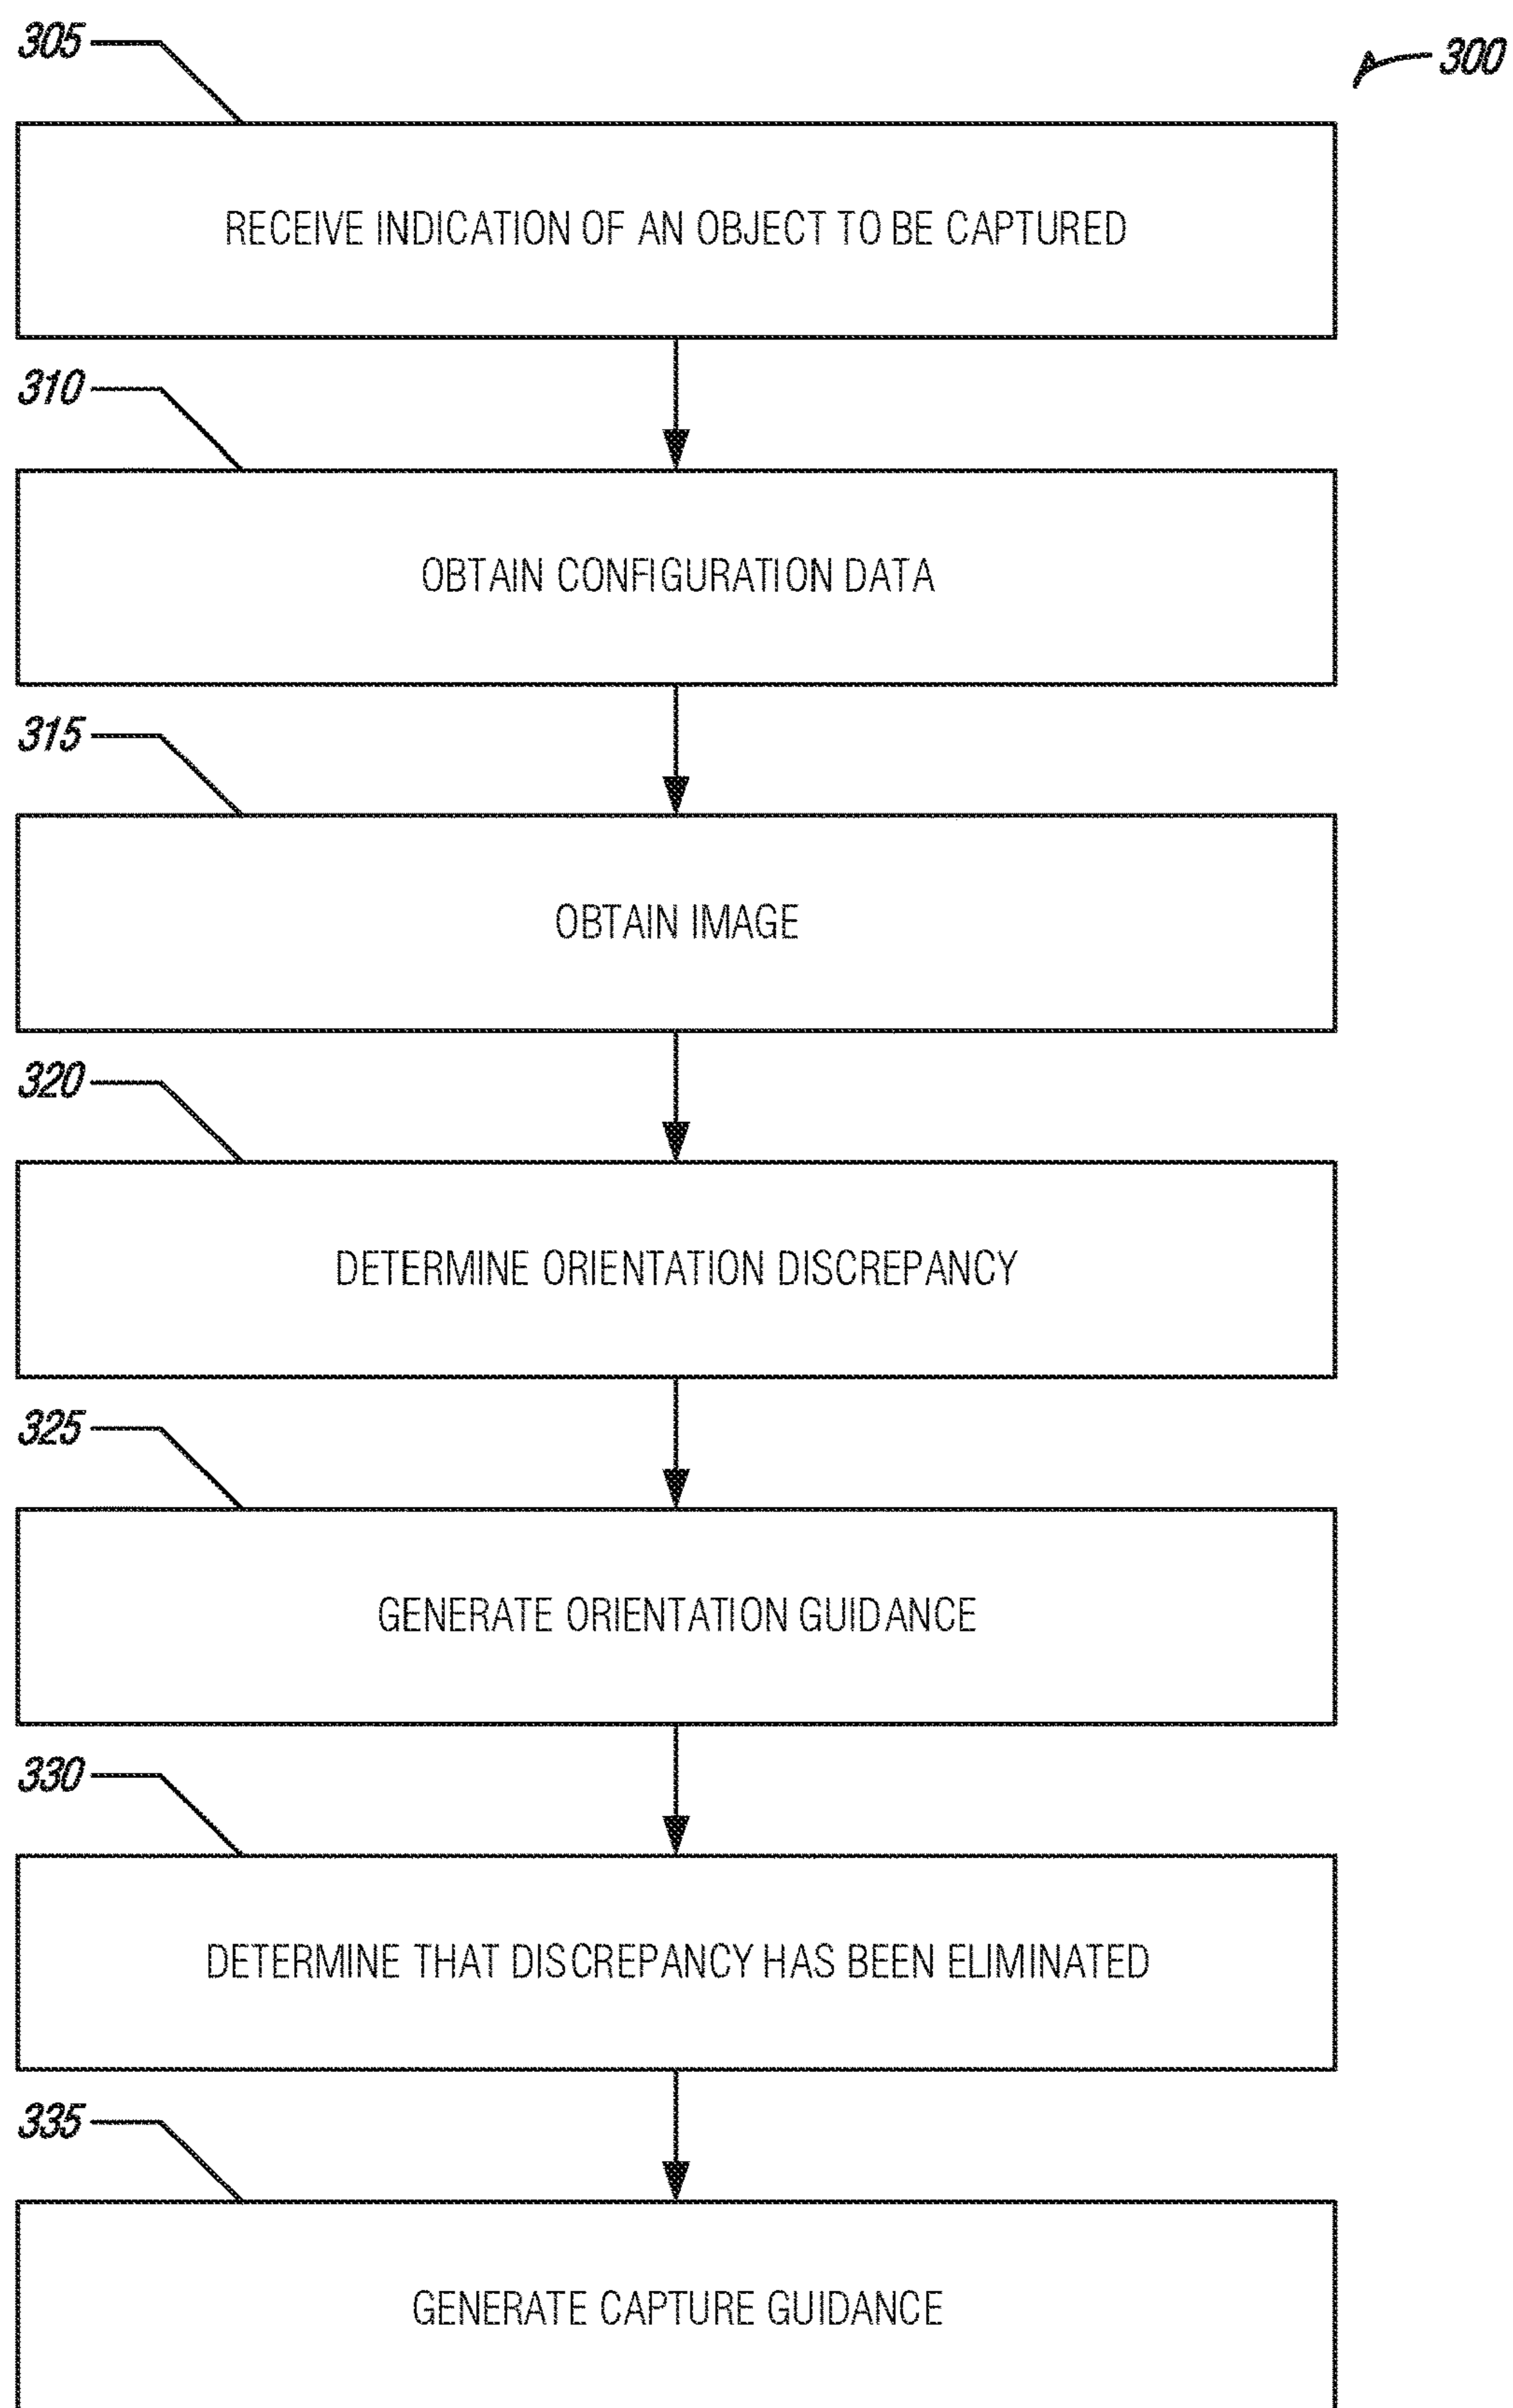 305
300
RECEIVE INDICATION OF AN OBJECT TO BE CAPTURED
310
OBTAIN CONFIGURATION DATA
315
OBTAIN IMAGE
320
DETERMINE ORIENTATION DISCREPANCY
325
GENERATE ORIENTATION GUIDANCE
330
DETERMINE THAT DISCREPANCY HAS BEEN ELIMINATED
335
GENERATE CAPTURE GUIDANCE